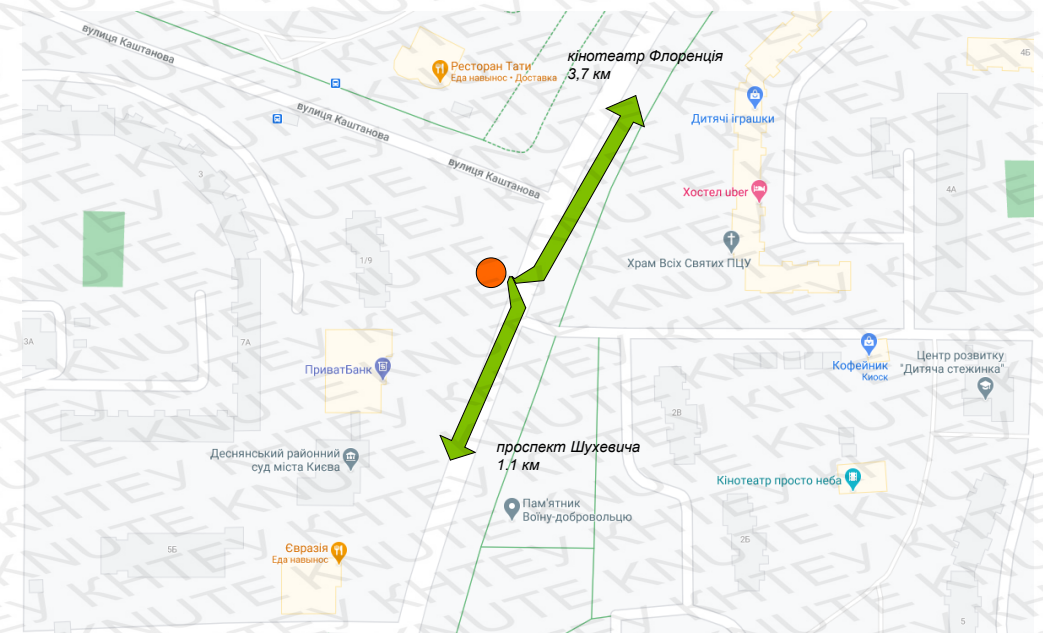 вулиця Каштанова
Ресторан Тати
Еда навынос • Доставка
кінотеатр Флоренція
3,7 км
4Б
Дитячі іграшки
вулиця Каштанова
вулиця Каштанова
3
Хостел uber
4А
1/9
Храм Всіх Святих ПЦУ
3А
7А
ПриватБанк
Кофейник
Киоск
Центр розвитку
"Дитяча стежинка"
2В
Деснянський районний
суд міста Києва
проспект Шухевича
1.1 км
Кінотеатр просто неба
Пам'ятник
Воїну-добровольцю
5Б
Євразія
Еда навынос
2Б
5
KNUTEV